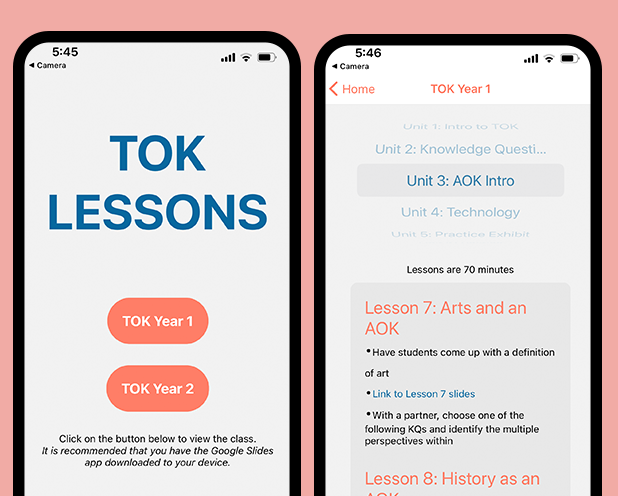 5:45
◀ Camera
TOK
LESSONS
TOK Year 1
TOK Year 2
Click on the button below to view the class.
It is recommended that you have the Google Slides
app downloaded to your device.
5:46
◀ Camera
Home
TOK Year 1
Unit 1: Intro to TOK
Unit 2: Knowledge Questi...
Unit 3: AOK Intro
Unit 4: Technology
Unit 5: Practice Exhibit
Lessons are 70 minutes
Lesson 7: Arts and an
AOK
•Have students come up with a definition
of art
•Link to Lesson 7 slides
•With a partner, choose one of the
following KQs and identify the multiple
perspectives within
Lesson 8: History as an
AOK